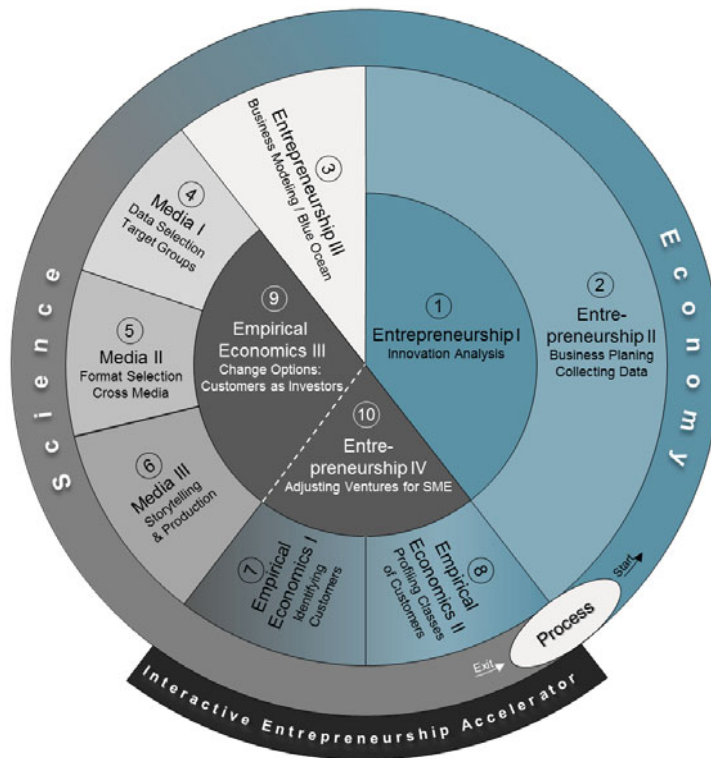 Science
Economy
1
Entrepreneurship I
Innovation Analysis
2
Entre-
preneurship II
Business Planing
Collecting Data
3
Entrepreneurship III
Business Modeling / Blue Ocean
4
Media I
Data Selection
Target Groups
5
Media II
Format Selection
Cross Media
6
Media III
Storytelling
& Production
7
Empirical
Economics I
Identifying
Customers
8
Empirical
Economics II
Profiling Classes
of Customers
9
Empirical
Economics III
Change Options:
Customers as Investors
10
Entre-
preneurship IV
Adjusting Ventures for SME
Start
Process
Exit
Interactive Entrepreneurship Accelerator